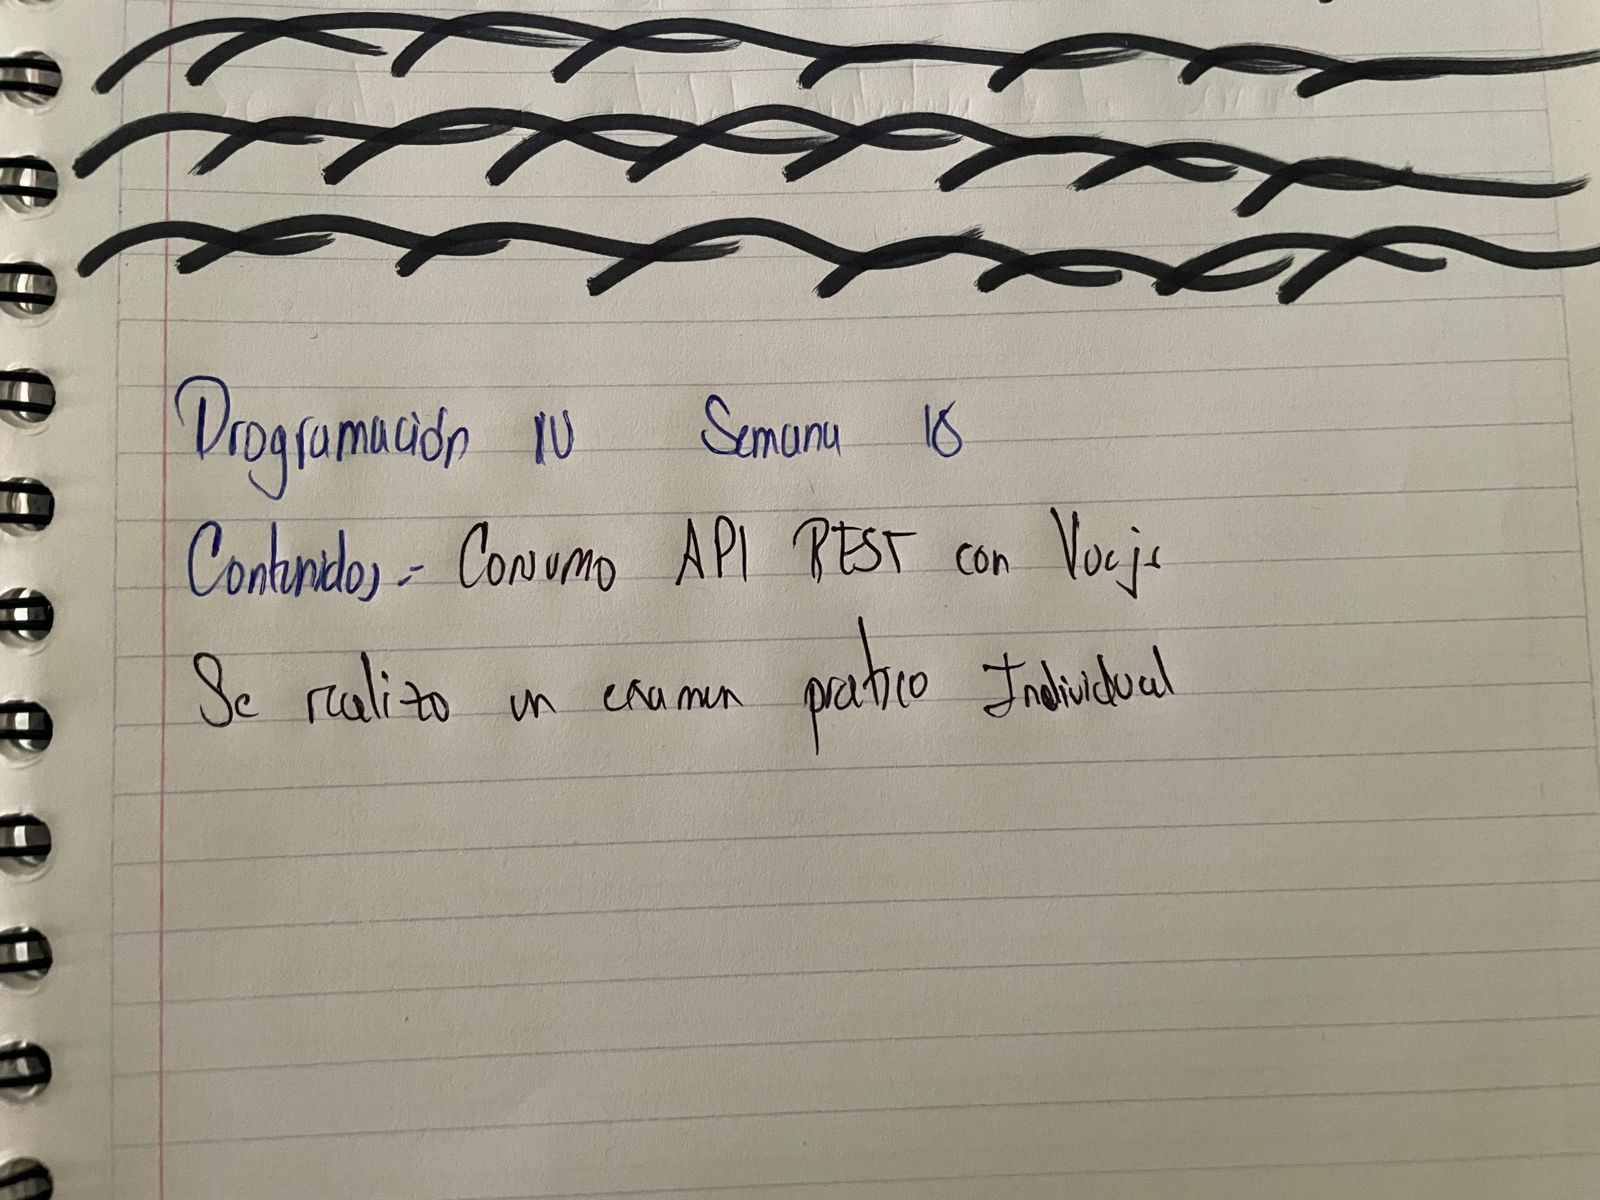 Programación IV Semana 16
Contenidos.- Consumo API REST con Vuejs
Se realizo un examen pratico Individual